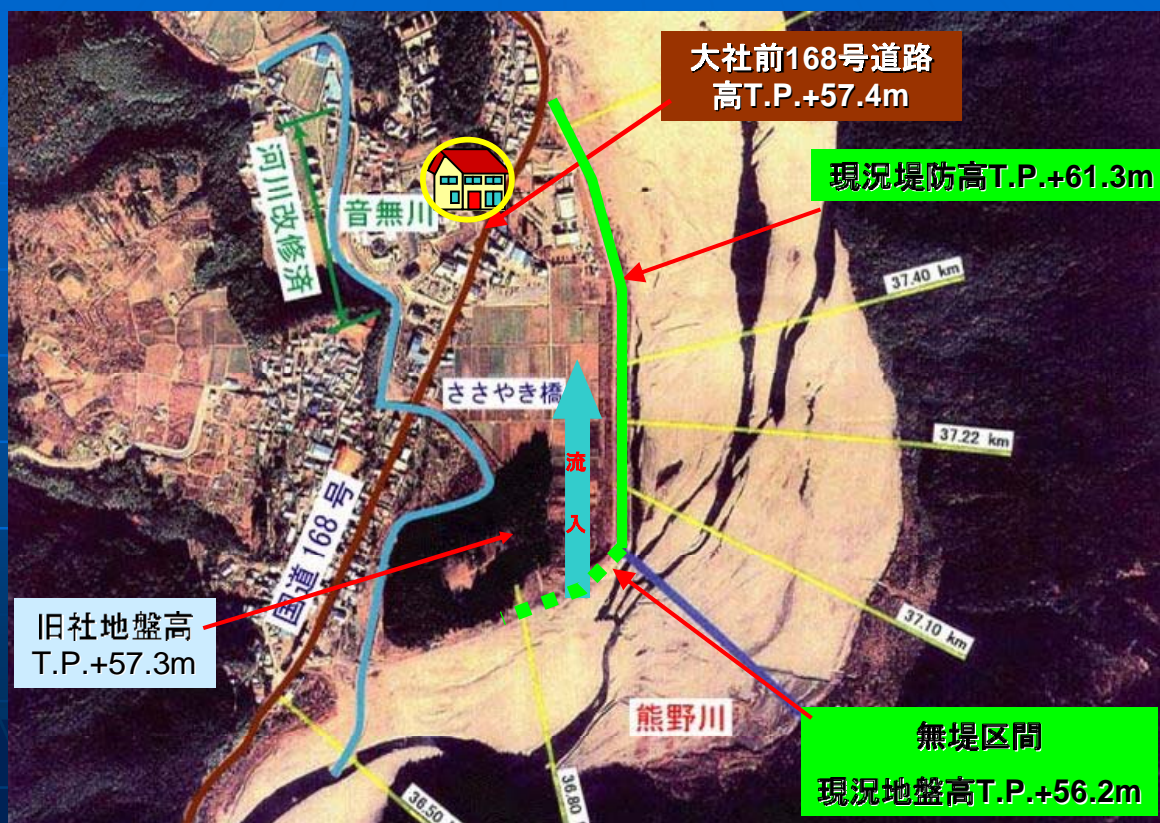 大社前168号道路
高T.P.+57.4m
現況堤防高T.P.+61.3m
河川改修済
音無川
37.40 km
ささやき橋
37.22 km
流
入
国道168号
旧社地盤高
T.P.+57.3m
37.10 km
熊野川
無堤区間
現況地盤高T.P.+56.2m
36.80 km
36.50